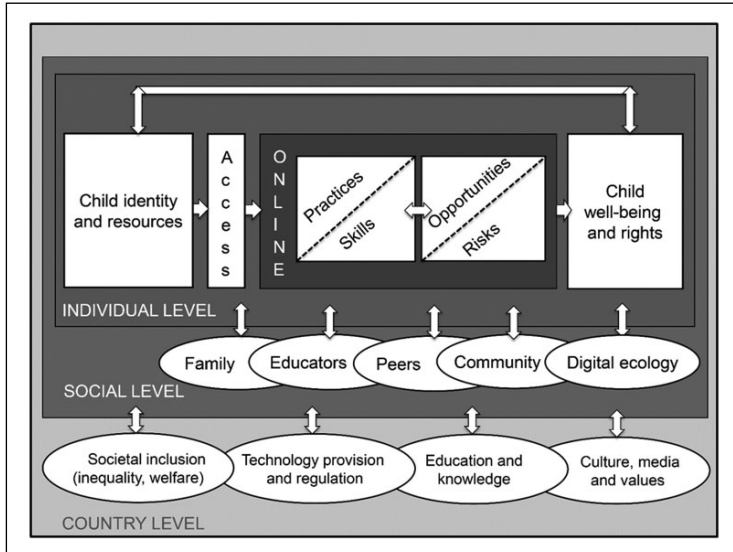 Child identity
and resources
Access
ONLINE
Practices
Skills
Opportunities
Risks
Child
well-being
and rights
INDIVIDUAL LEVEL
Family
Educators
Peers
Community
Digital ecology
SOCIAL LEVEL
Societal inclusion
(inequality, welfare)
Technology provision
and regulation
Education and
knowledge
Culture, media
and values
COUNTRY LEVEL